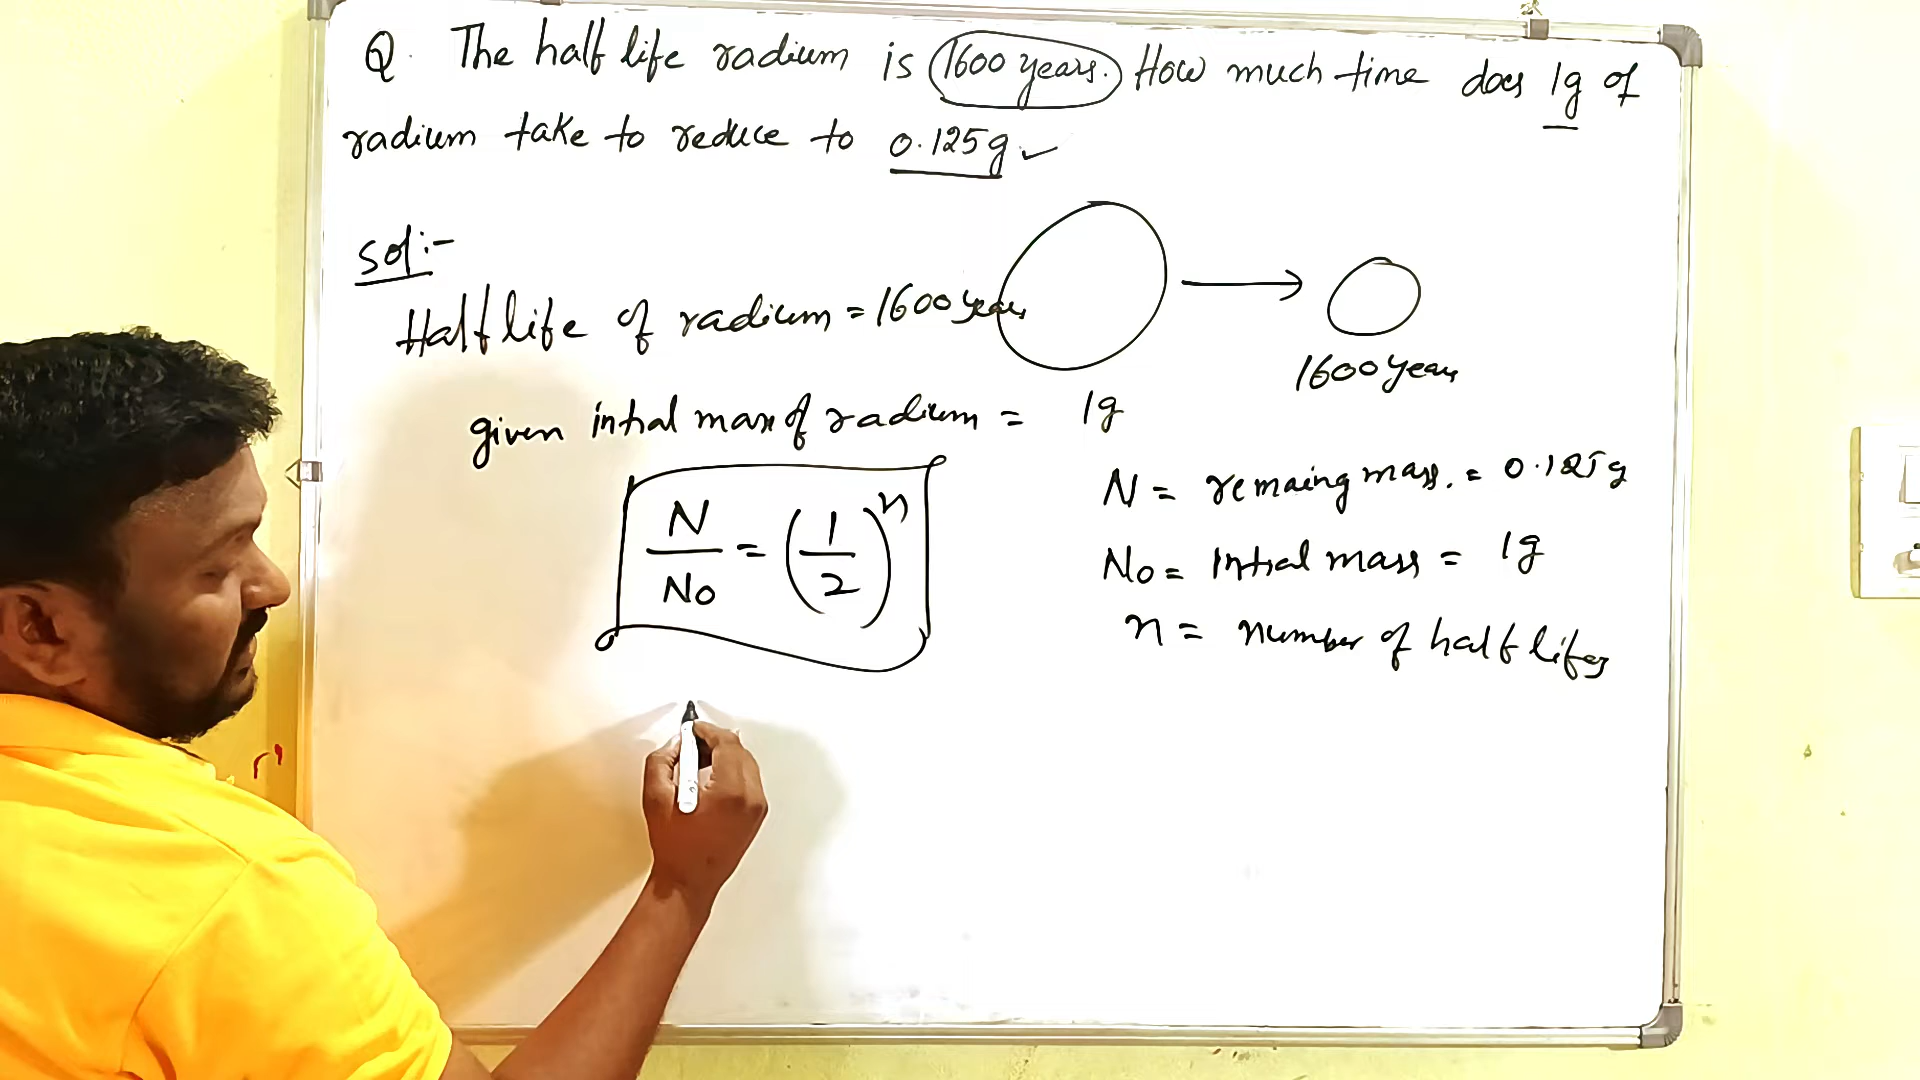 Q. The half life radium is 1600 years. How much time does 1g of
radium take to reduce to 0.125g
Sol:-
Half life of radium = 1600 years
1600 years
given intial mass of radium = 1g
N/No = (1/2)^n
N = remaing mass. = 0.125g
No = Intial mass = 1g
n = number of half lifes